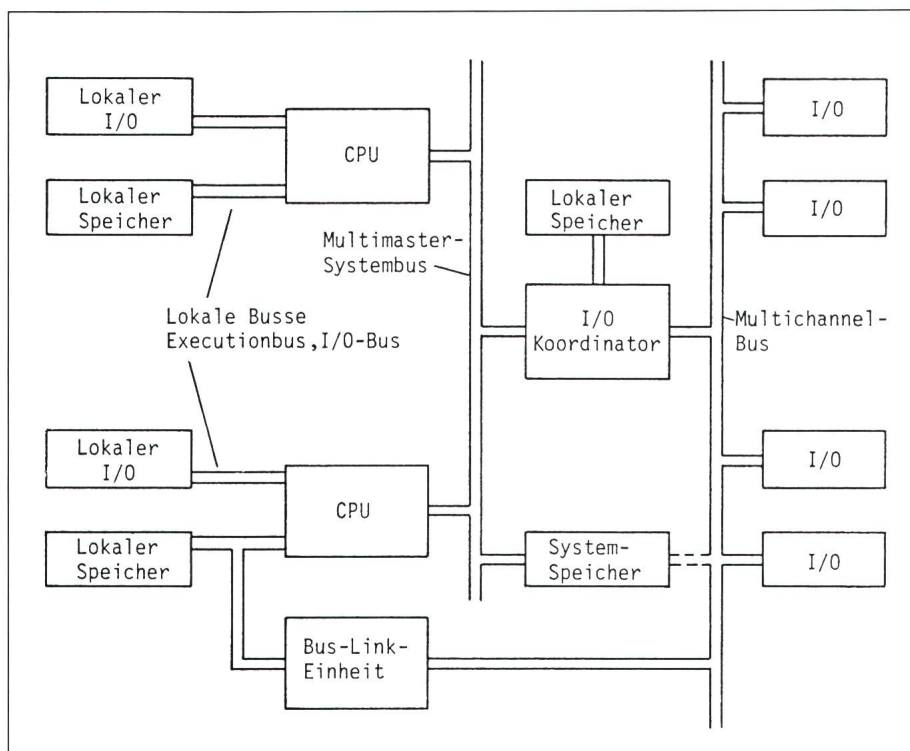 Lokaler
I/O
CPU
I/O
Lokaler
Speicher
Lokaler
Speicher
I/O
Multimaster-
Systembus
Lokale Busse
Executionbus,I/O-Bus
I/O
Koordinator
Multichannel-
Bus
Lokaler
I/O
CPU
I/O
Lokaler
Speicher
System-
Speicher
I/O
Bus-Link-
Einheit